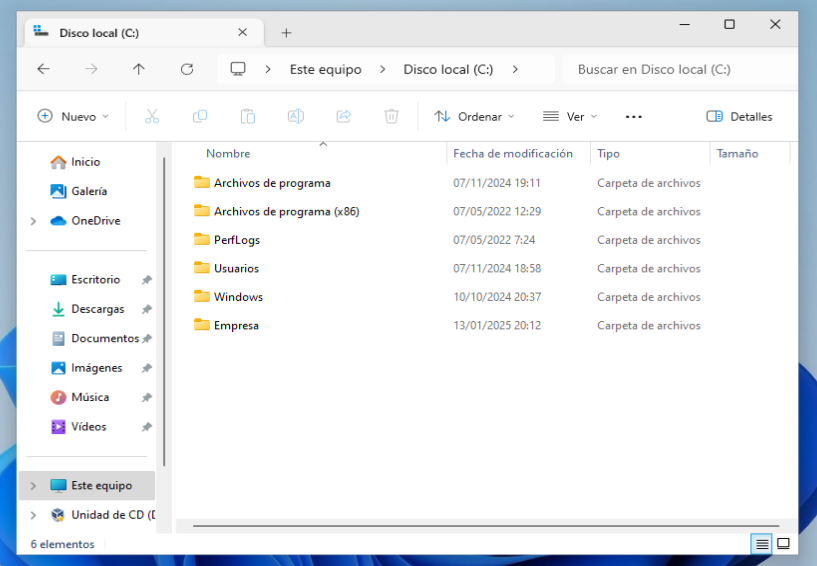 Disco local (C:)
Este equipo
Disco local (C:)
Buscar en Disco local (C:)
Nuevo
Ordenar
Ver
Detalles
Inicio
Galería
OneDrive
Escritorio
Descargas
Documentos
Imágenes
Música
Vídeos
Este equipo
Unidad de CD (D
Nombre Fecha de modificación Tipo Tamaño
Archivos de programa 07/11/2024 19:11 Carpeta de archivos
Archivos de programa (x86) 07/05/2022 12:29 Carpeta de archivos
PerfLogs 07/05/2022 7:24 Carpeta de archivos
Usuarios 07/11/2024 18:58 Carpeta de archivos
Windows 10/10/2024 20:37 Carpeta de archivos
Empresa 13/01/2025 20:12 Carpeta de archivos
6 elementos